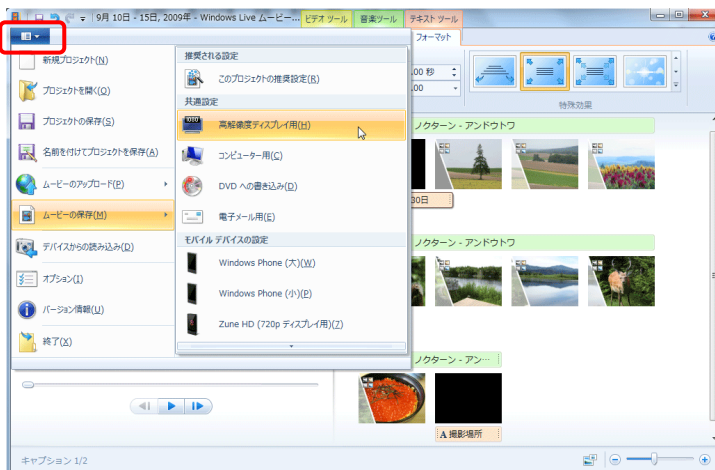 9月 10日 - 15日, 2009年 - Windows Live ムービー...
ビデオ ツール
音楽ツール
テキスト ツール
フォーマット
新規プロジェクト(N)
プロジェクトを開く(O)
プロジェクトの保存(S)
名前を付けてプロジェクトを保存(A)
ムービーのアップロード(P)
ムービーの保存(M)
デバイスからの読み込み(D)
オプション(I)
バージョン情報(U)
終了(X)
推奨される設定
このプロジェクトの推奨設定(R)
共通設定
1080
高解像度ディスプレイ用(H)
コンピューター用(C)
DVD への書き込み(D)
電子メール用(E)
モバイル デバイスの設定
Windows Phone (大)(W)
Windows Phone (小)(P)
Zune HD (720p ディスプレイ用)(7)
.00 秒
.00
特殊効果
ノクターン - アンドウトワ
30日
ノクターン - アンドウトワ
ノクターン - アン…
A 撮影場所
キャプション 1/2